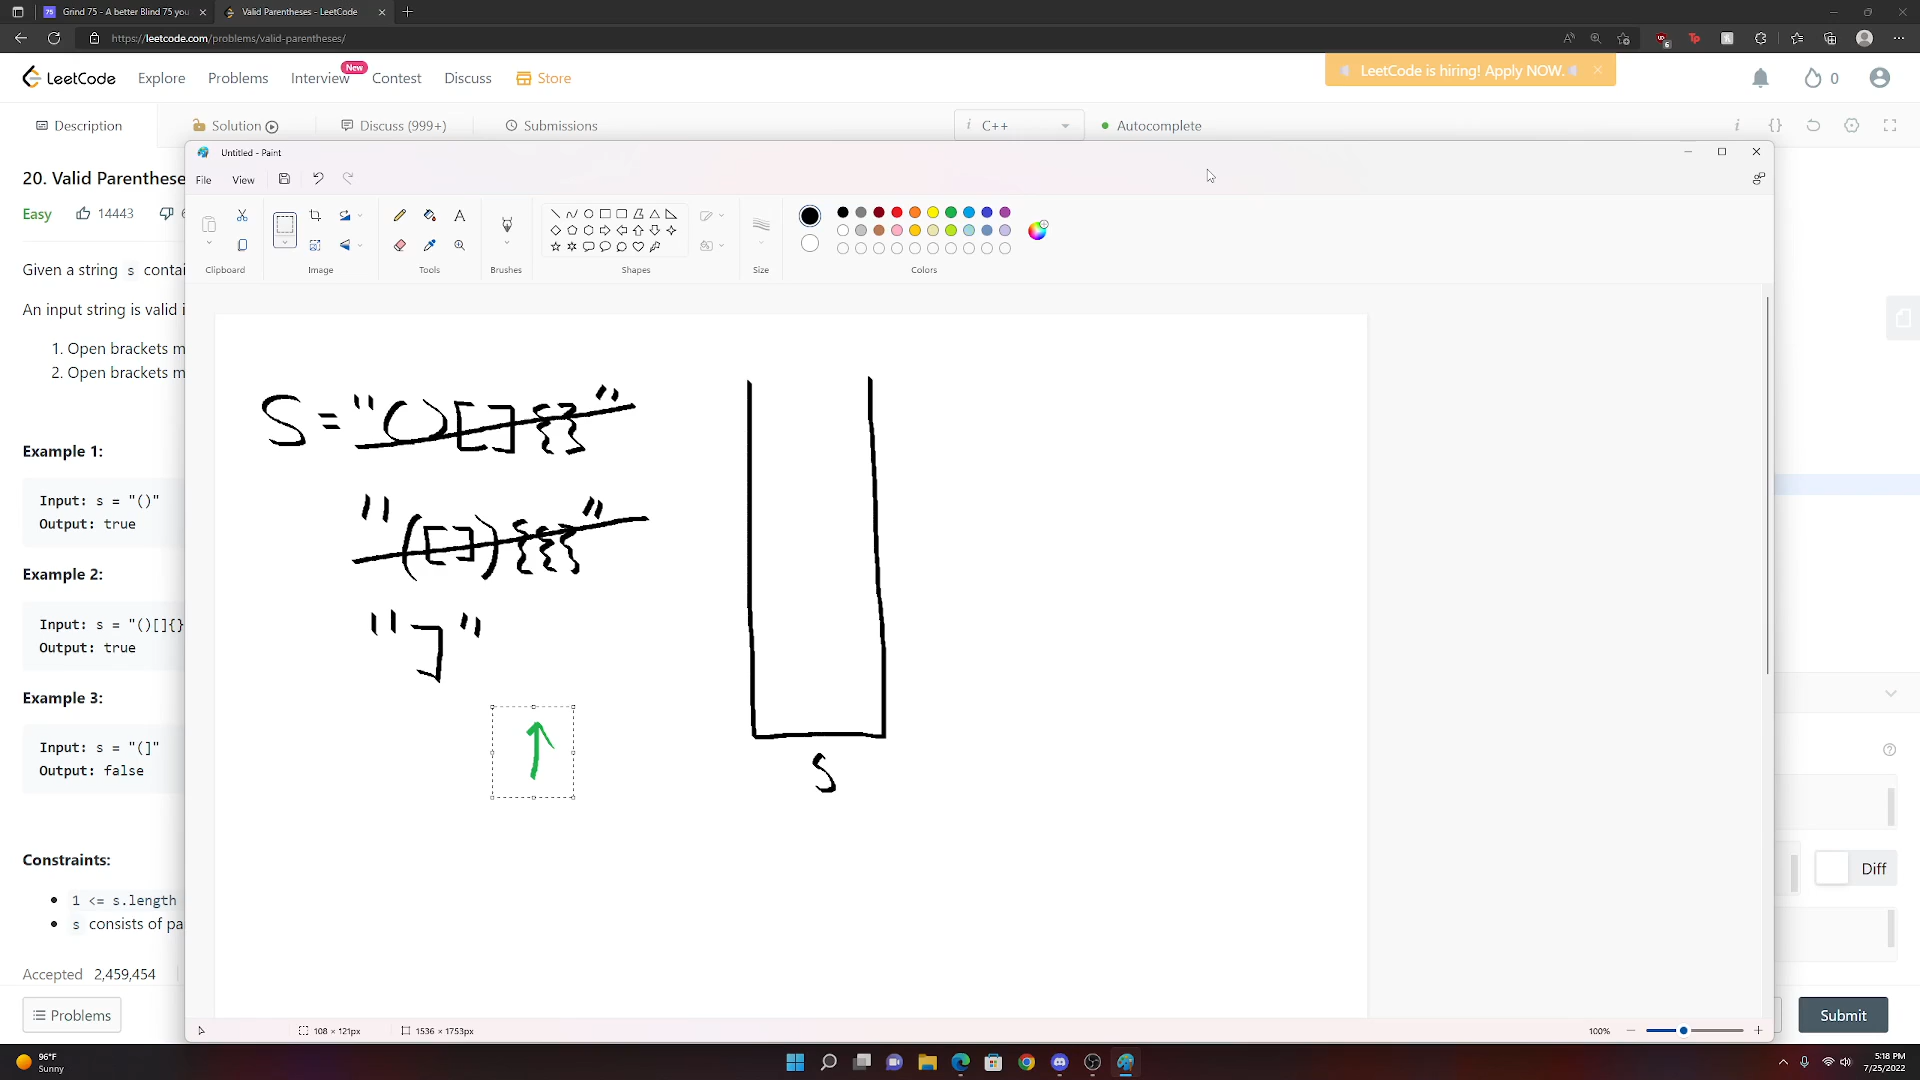 Grind 75 - A better Blind 75 you
Valid Parentheses - LeetCode
https://leetcode.com/problems/valid-parentheses/
LeetCode
Explore
Problems
Interview
New
Contest
Discuss
Store
LeetCode is hiring! Apply NOW.
0
Description
Solution
Discuss (999+)
Submissions
i C++
Autocomplete
Untitled - Paint
File
View
Clipboard
Image
Tools
Brushes
Shapes
Size
Colors
20. Valid Parenthese
Easy
14443
6
Given a string s contai
An input string is valid i
1. Open brackets m
2. Open brackets m
Example 1:
Input: s = "()"
Output: true
Example 2:
Input: s = "()[]{}
Output: true
Example 3:
Input: s = "(]"
Output: false
Constraints:
1 <= s.length
s consists of pa
Accepted 2,459,454
Problems
S="()[]{}"
"([]){{}"
"]"
S
Diff
Submit
108 × 121px
1536 × 1753px
100%
96°F
Sunny
5:18 PM
7/25/2022